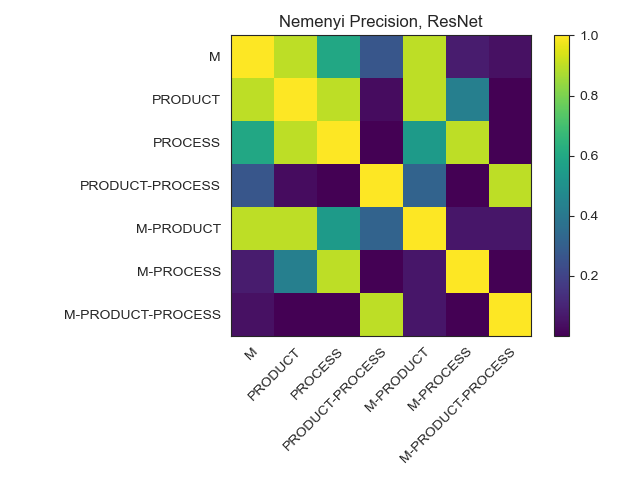 Nemenyi Precision, ResNet
M
PRODUCT
PROCESS
PRODUCT-PROCESS
M-PRODUCT
M-PROCESS
M-PRODUCT-PROCESS
M
PRODUCT
PROCESS
PRODUCT-PROCESS
M-PRODUCT
M-PROCESS
M-PRODUCT-PROCESS
1.0
0.8
0.6
0.4
0.2